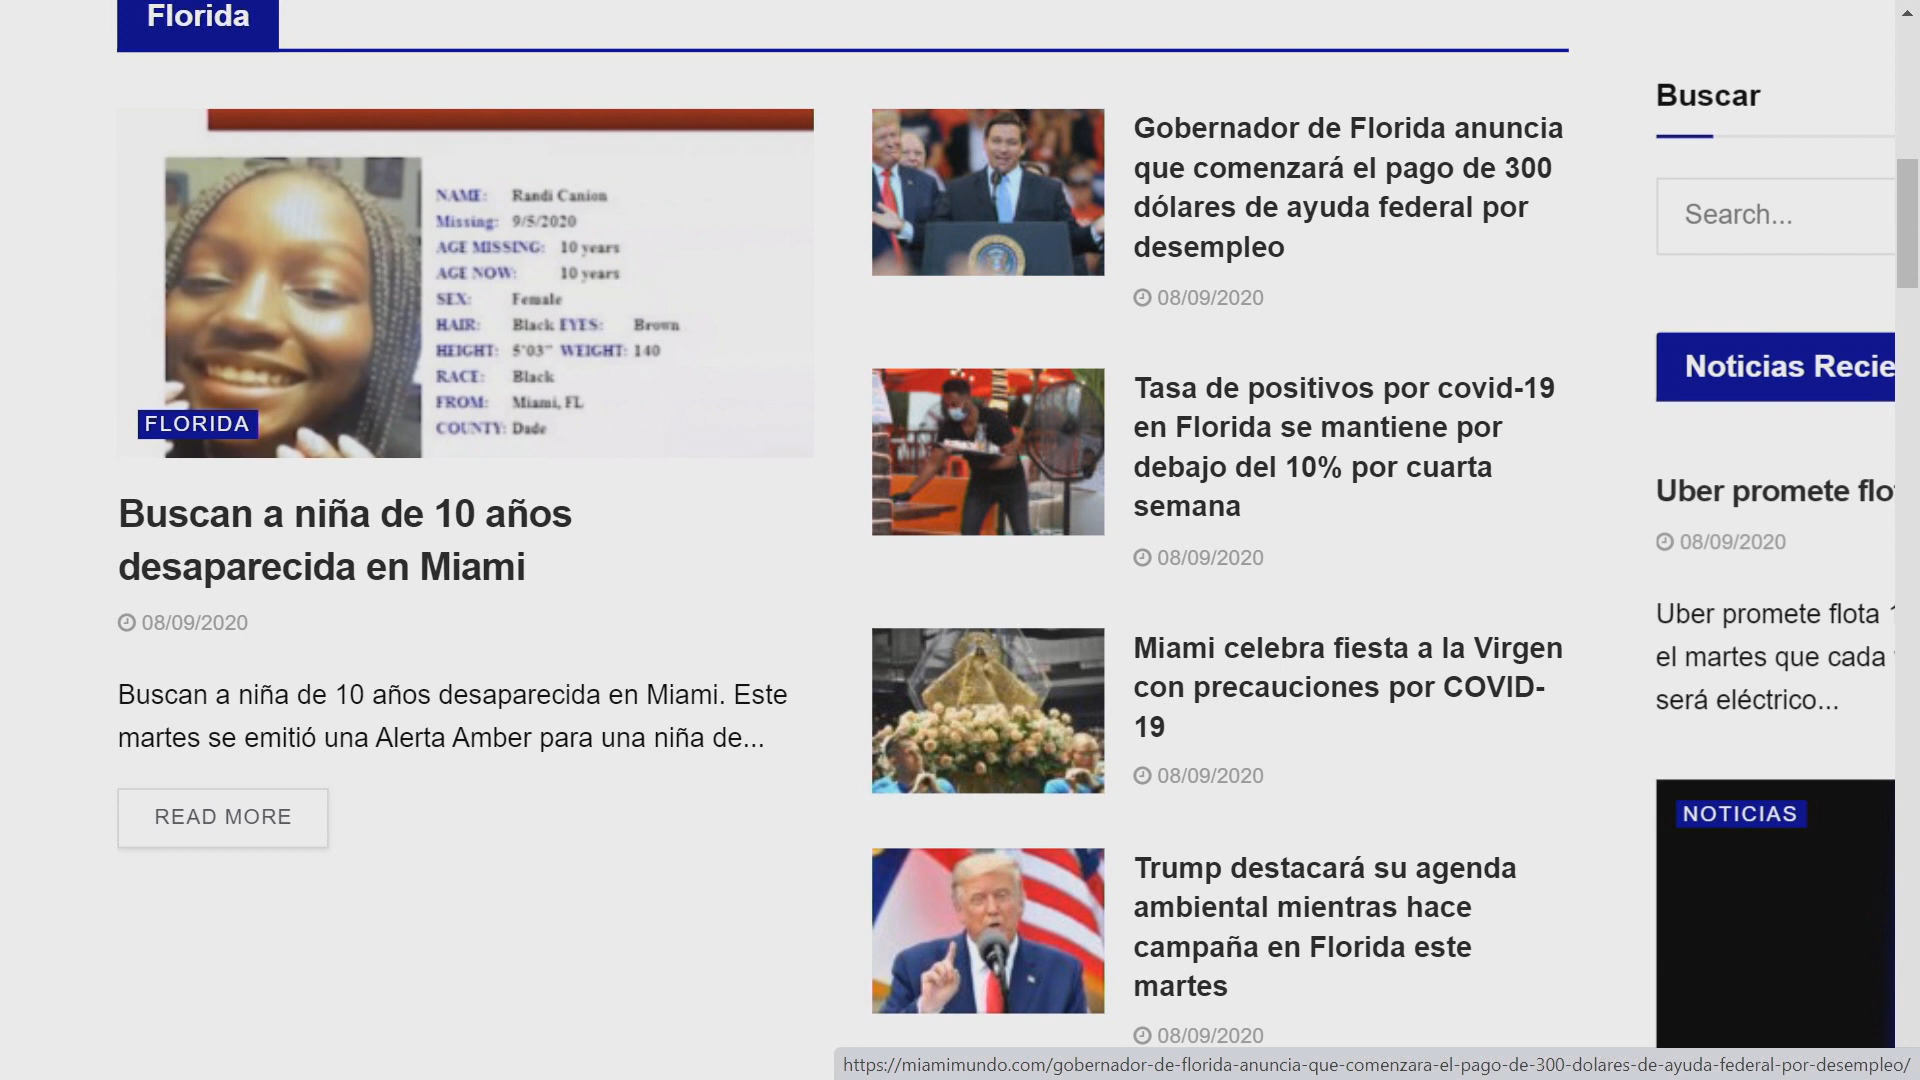 Florida
NAME: Randi Canion
Missing: 9/5/2020
AGE MISSING: 10 years
AGE NOW: 10 years
SEX: Female
HAIR: Black EYES: Brown
HEIGHT: 5'03" WEIGHT: 140
RACE: Black
FROM: Miami, FL
COUNTY: Dade
FLORIDA
Buscan a niña de 10 años
desaparecida en Miami
08/09/2020
Buscan a niña de 10 años desaparecida en Miami. Este
martes se emitió una Alerta Amber para una niña de...
READ MORE
Gobernador de Florida anuncia
que comenzará el pago de 300
dólares de ayuda federal por
desempleo
08/09/2020
Tasa de positivos por covid-19
en Florida se mantiene por
debajo del 10% por cuarta
semana
08/09/2020
Miami celebra fiesta a la Virgen
con precauciones por COVID-
19
08/09/2020
Trump destacará su agenda
ambiental mientras hace
campaña en Florida este
martes
08/09/2020
Buscar
Search...
Noticias Recie
Uber promete flo
08/09/2020
Uber promete flota
el martes que cada
será eléctrico...
NOTICIAS
https://miamimundo.com/gobernador-de-florida-anuncia-que-comenzara-el-pago-de-300-dolares-de-ayuda-federal-por-desempleo/